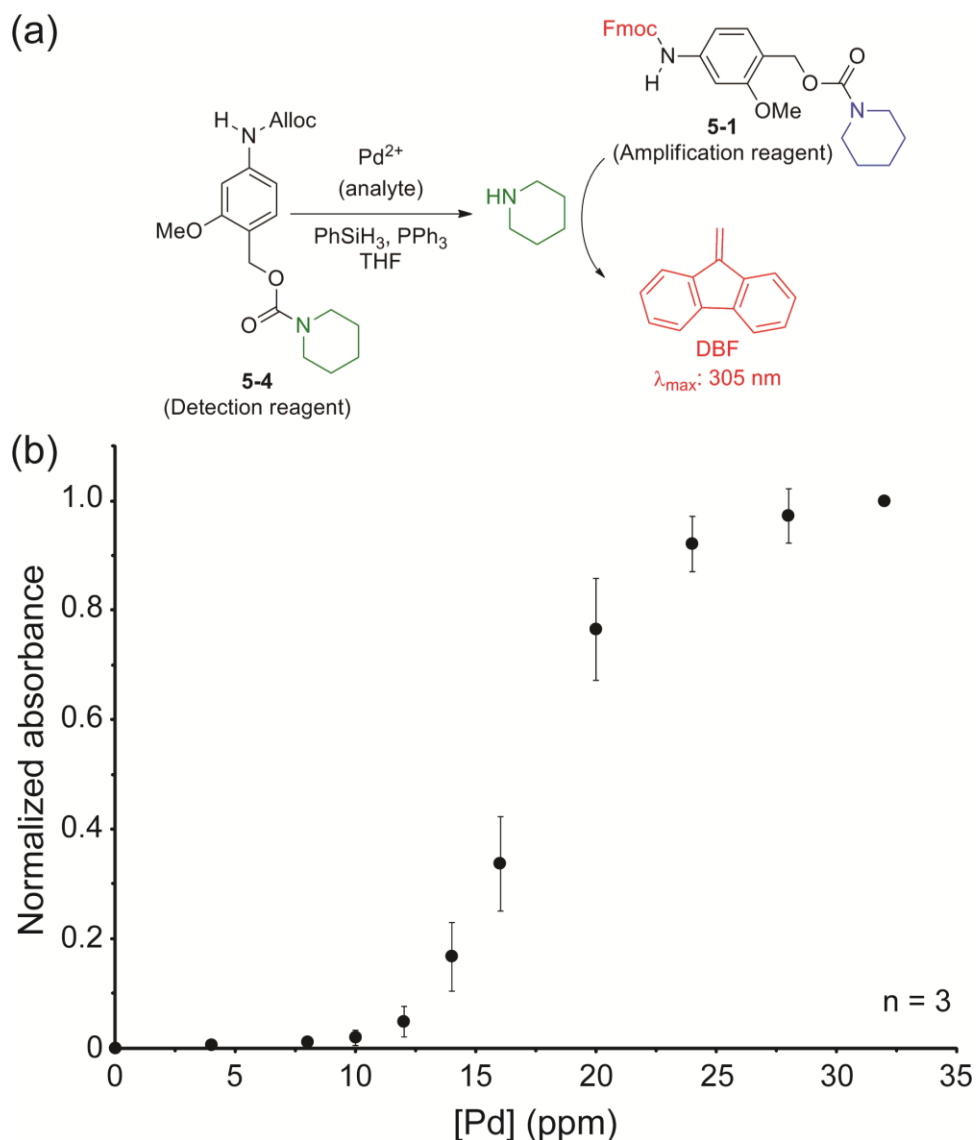 (a)
Fmoc
N
H
O
O
N
OMe
5-1
(Amplification reagent)
H
N
Alloc
MeO
O
O
N
5-4
(Detection reagent)
Pd²⁺
(analyte)
PhSiH₃, PPh₃
THF
HN
DBF
λmax: 305 nm
(b)
Normalized absorbance
1.0
0.8
0.6
0.4
0.2
0
n = 3
0 5 10 15 20 25 30 35
[Pd] (ppm)